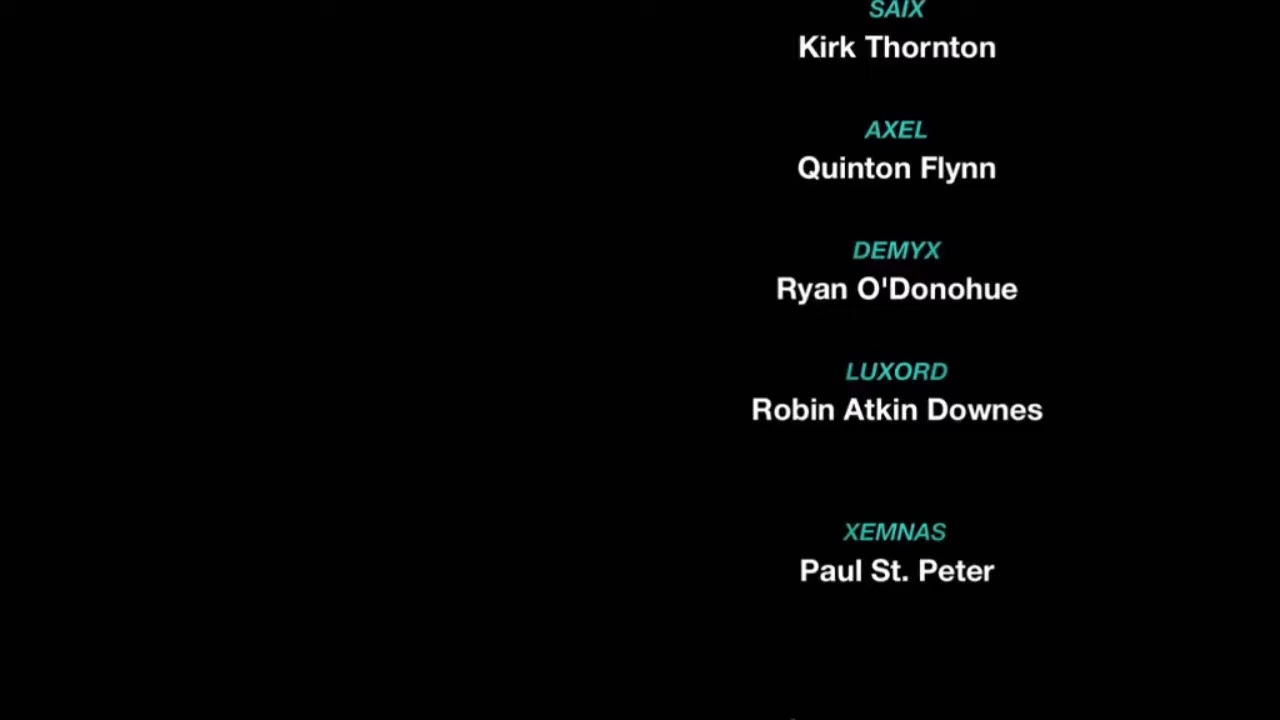 SAIX
Kirk Thornton
AXEL
Quinton Flynn
DEMYX
Ryan O'Donohue
LUXORD
Robin Atkin Downes
XEMNAS
Paul St. Peter